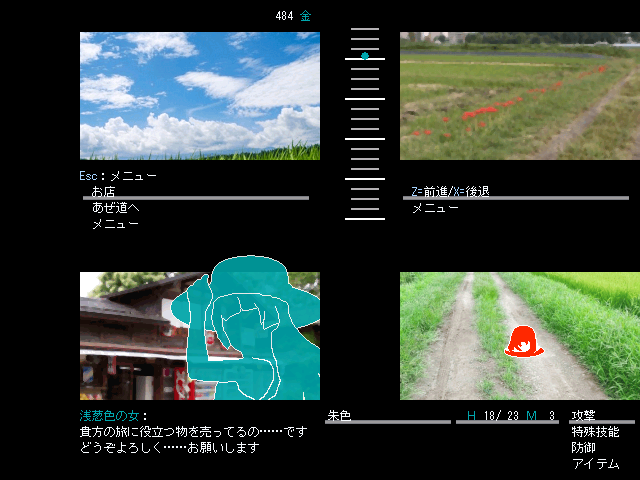 484 金
Esc：メニュー
お店
あぜ道へ
メニュー
Z=前進/X=後退
メニュー
浅葱色の女：
貴方の旅に役立つ物を売ってるの……です
どうぞよろしく……お願いします
朱色
H 18/ 23 M 3
攻撃
特殊技能
防御
アイテム